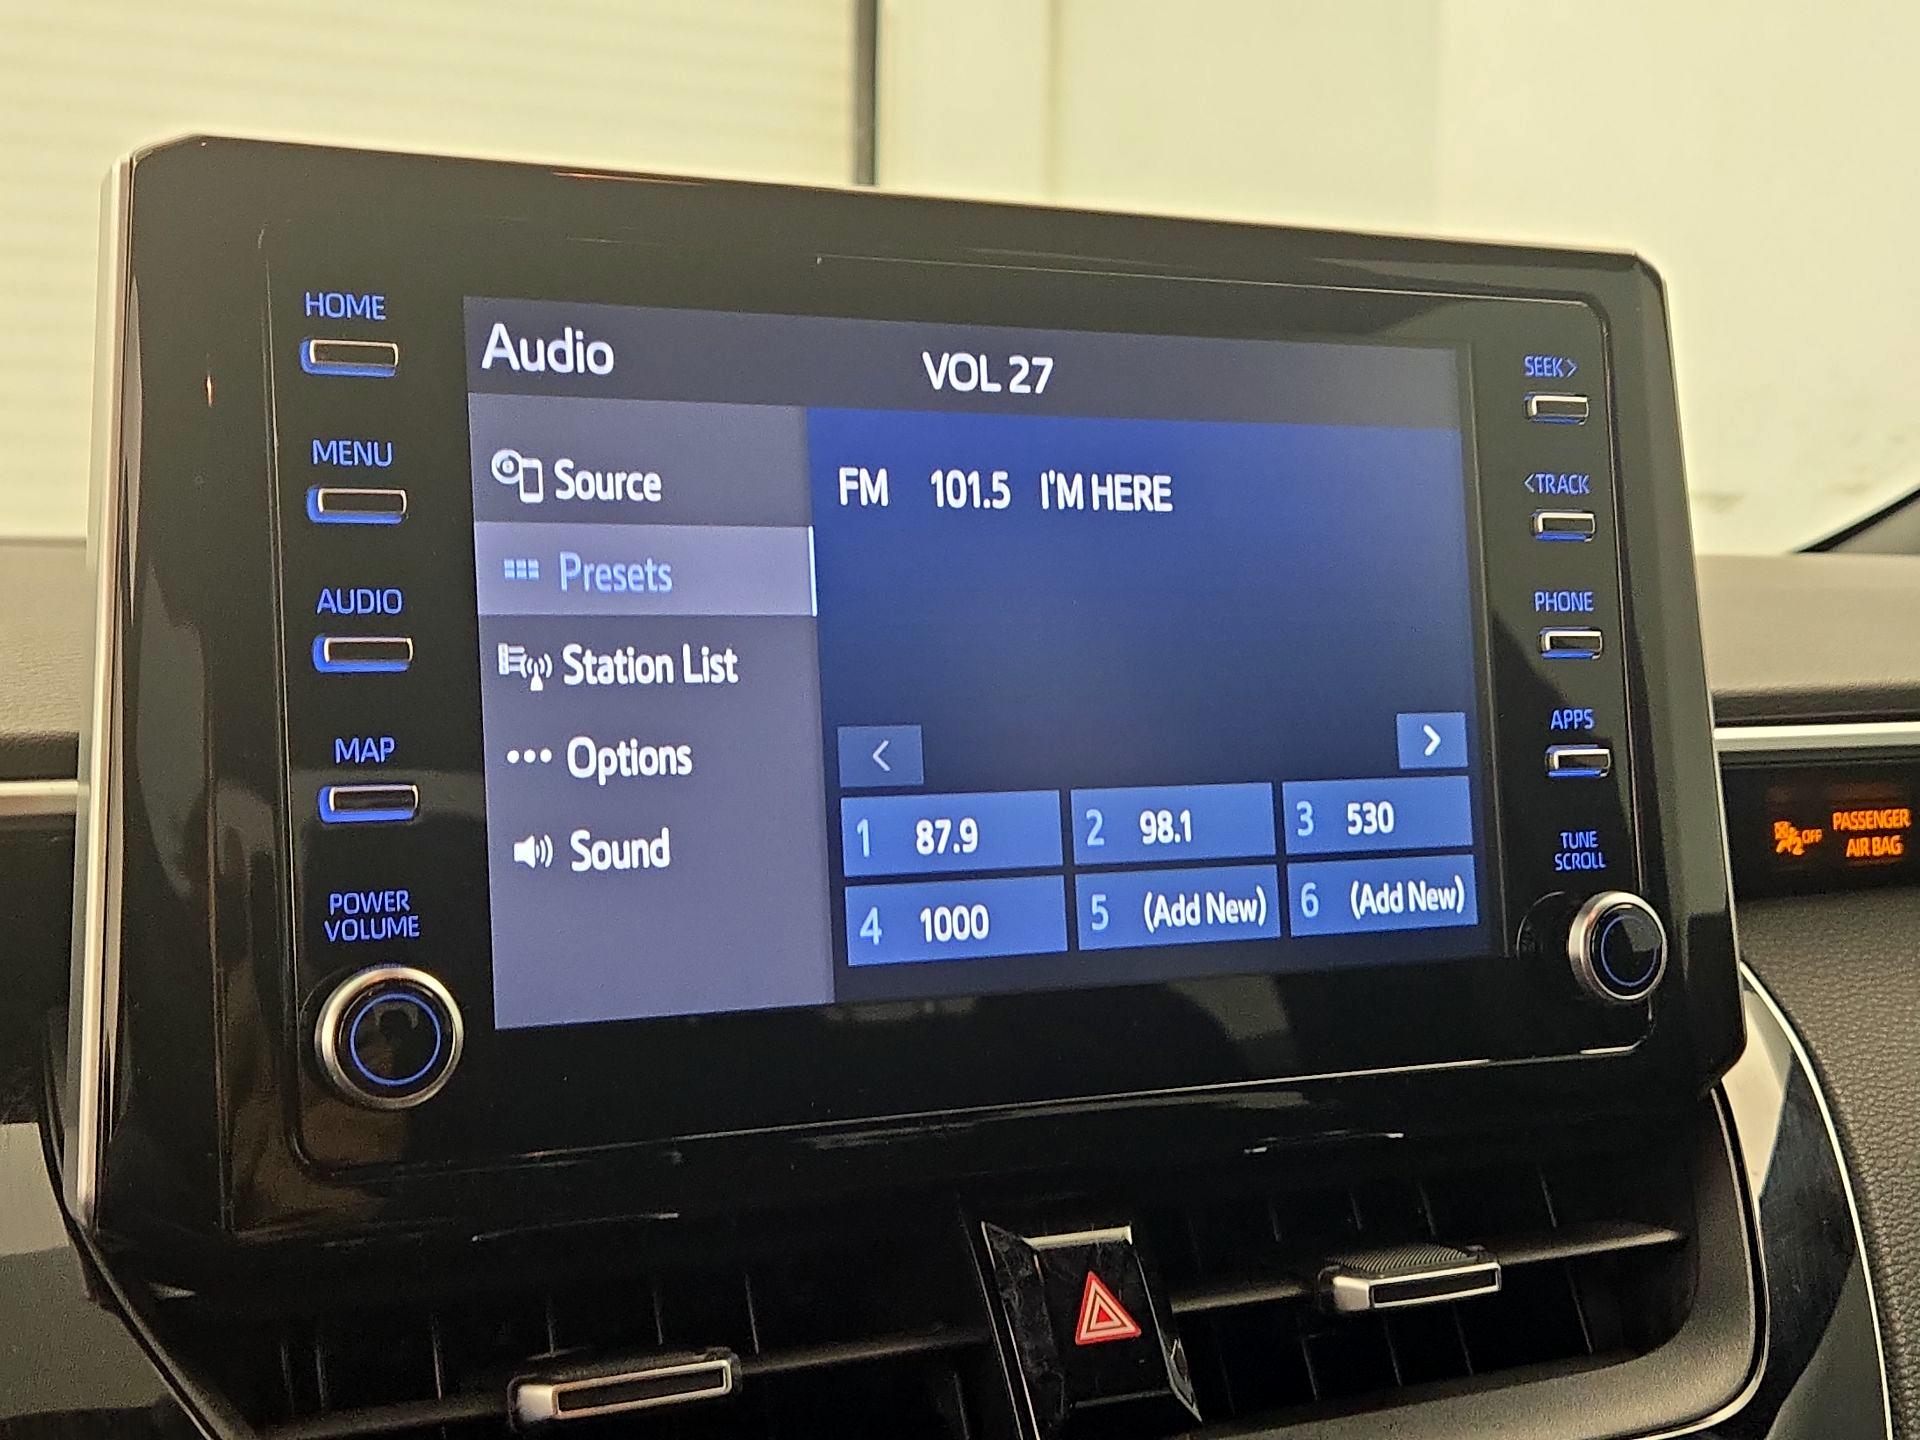 HOME
MENU
AUDIO
MAP
POWER
VOLUME
Audio
VOL 27
Source
Presets
Station List
Options
Sound
FM 101.5 I'M HERE
<
>
1 87.9
2 98.1
3 530
4 1000
5 (Add New)
6 (Add New)
SEEK>
<TRACK
PHONE
APPS
TUNE
SCROLL
OFF
PASSENGER
AIR BAG